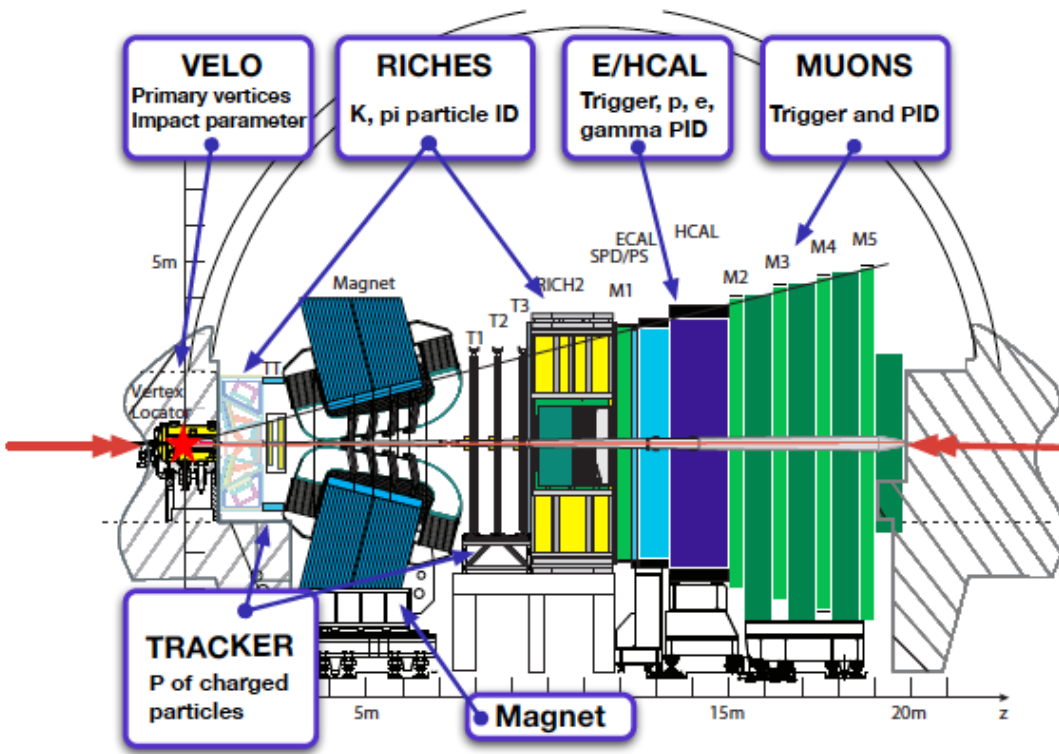 VELO
Primary vertices
Impact parameter
RICHES
K, pi particle ID
E/HCAL
Trigger, p, e,
gamma PID
MUONS
Trigger and PID
5m
Magnet
Vertex
Locator
TT
T1
T2
T3
RICH2
M1
SPD/PS
ECAL
HCAL
M2
M3
M4
M5
TRACKER
P of charged
particles
Magnet
5m
15m
20m
z